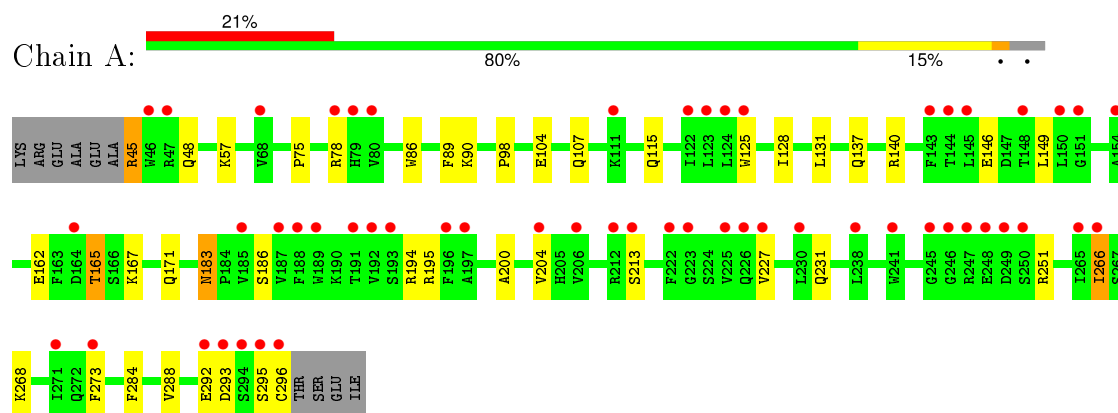 21%
Chain A:
80% 15% • •
LYS ARG GLU ALA GLU ALA R45 W46 R47 Q48 K57 V68 P75 R78 H79 V80 W86 F89 K90 P98 E104 Q107 K111 Q115 I122 L123 L124 W125 I128 L131 Q137 R140 F143 T144 L145 E146 D147 T148 L149 L150 G151 A154
E162 F163 D164 T165 S166 K167 Q171 N183 P184 V185 S186 V187 F188 W189 K190 T191 V192 S193 R194 R195 F196 A197 A200 V204 H205 V206 R212 S213 F222 G223 S224 V225 Q226 V227 L230 Q231 L238 W241 G245 G246 R247 E248 D249 S250 R251 I265 I266 S267
K268 I271 Q272 F273 F284 V288 E292 D293 S294 S295 C296 THR SER GLU ILE